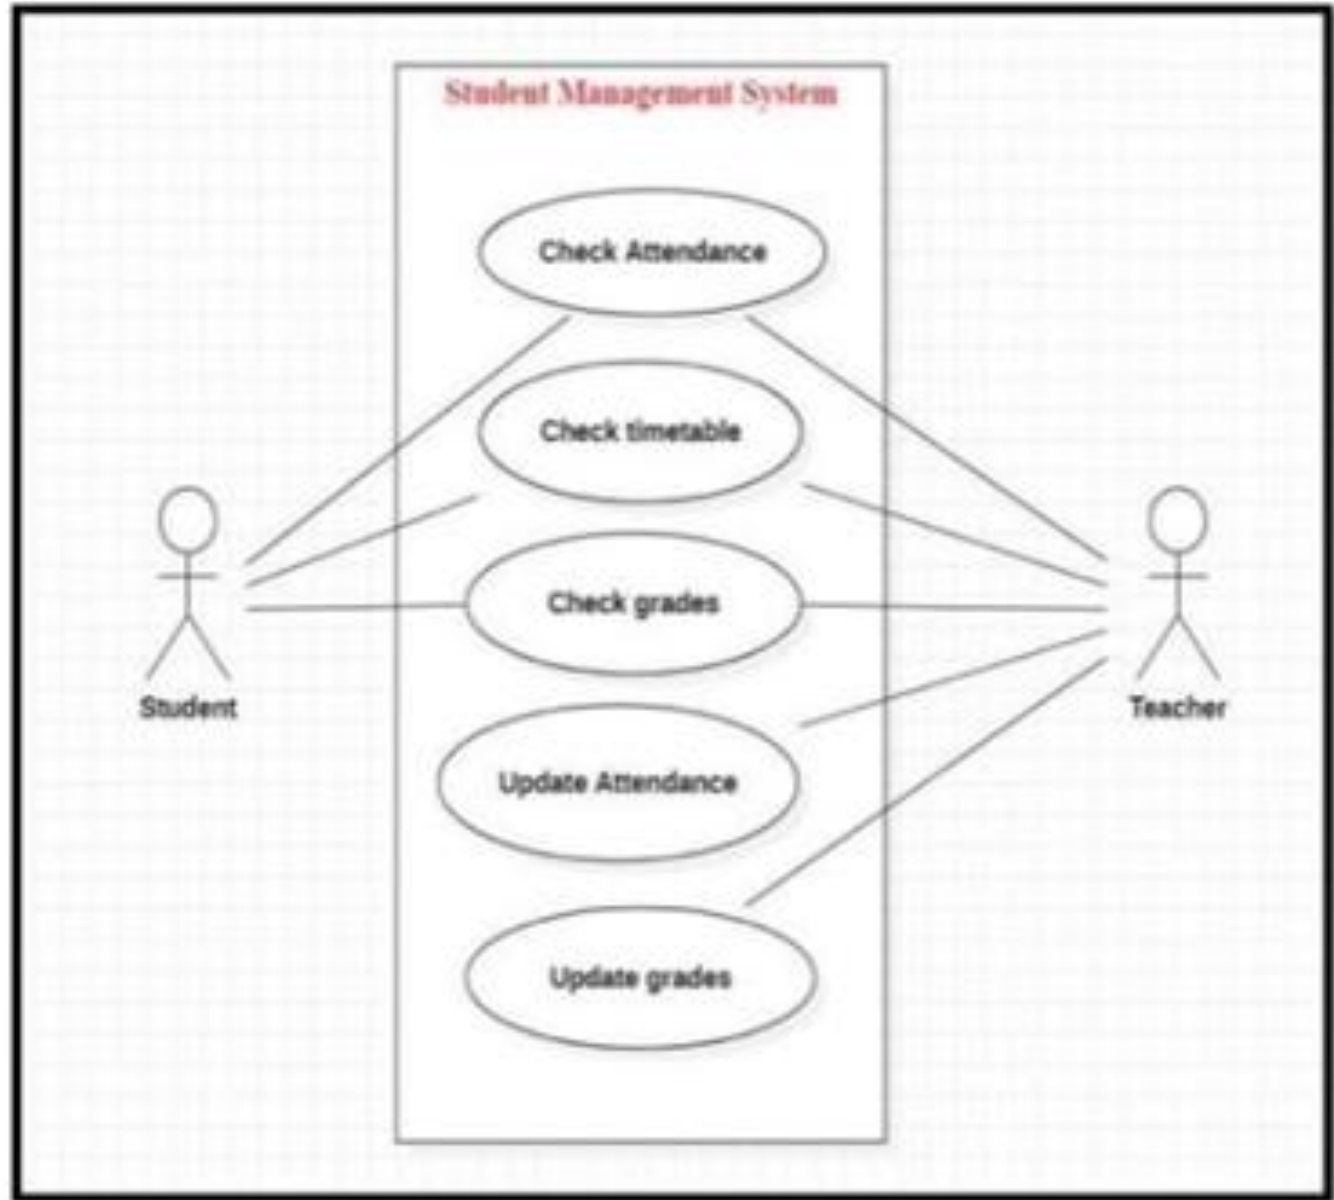 Student Management System
Check Attendance
Check timetable
Check grades
Student
Teacher
Update Attendance
Update grades